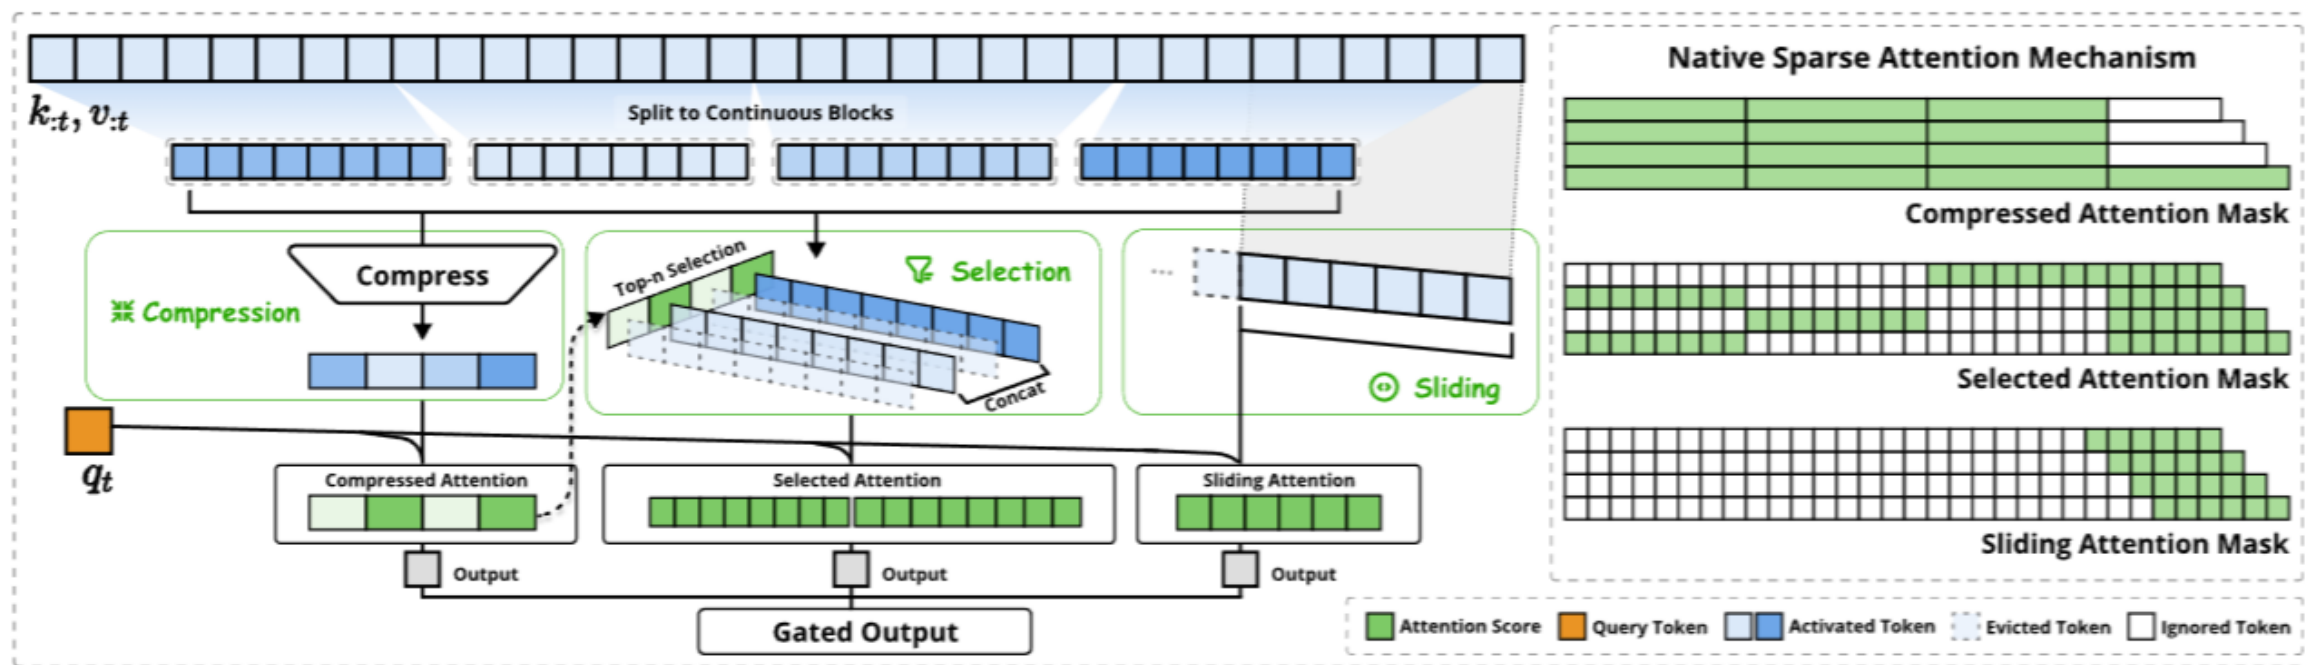 k:t, v:t
Split to Continuous Blocks
Compress
Compression
Top-n Selection
Selection
Concat
...
Sliding
qt
Compressed Attention
Selected Attention
Sliding Attention
Output
Output
Output
Gated Output
Native Sparse Attention Mechanism
Compressed Attention Mask
Selected Attention Mask
Sliding Attention Mask
Attention Score
Query Token
Activated Token
Evicted Token
Ignored Token